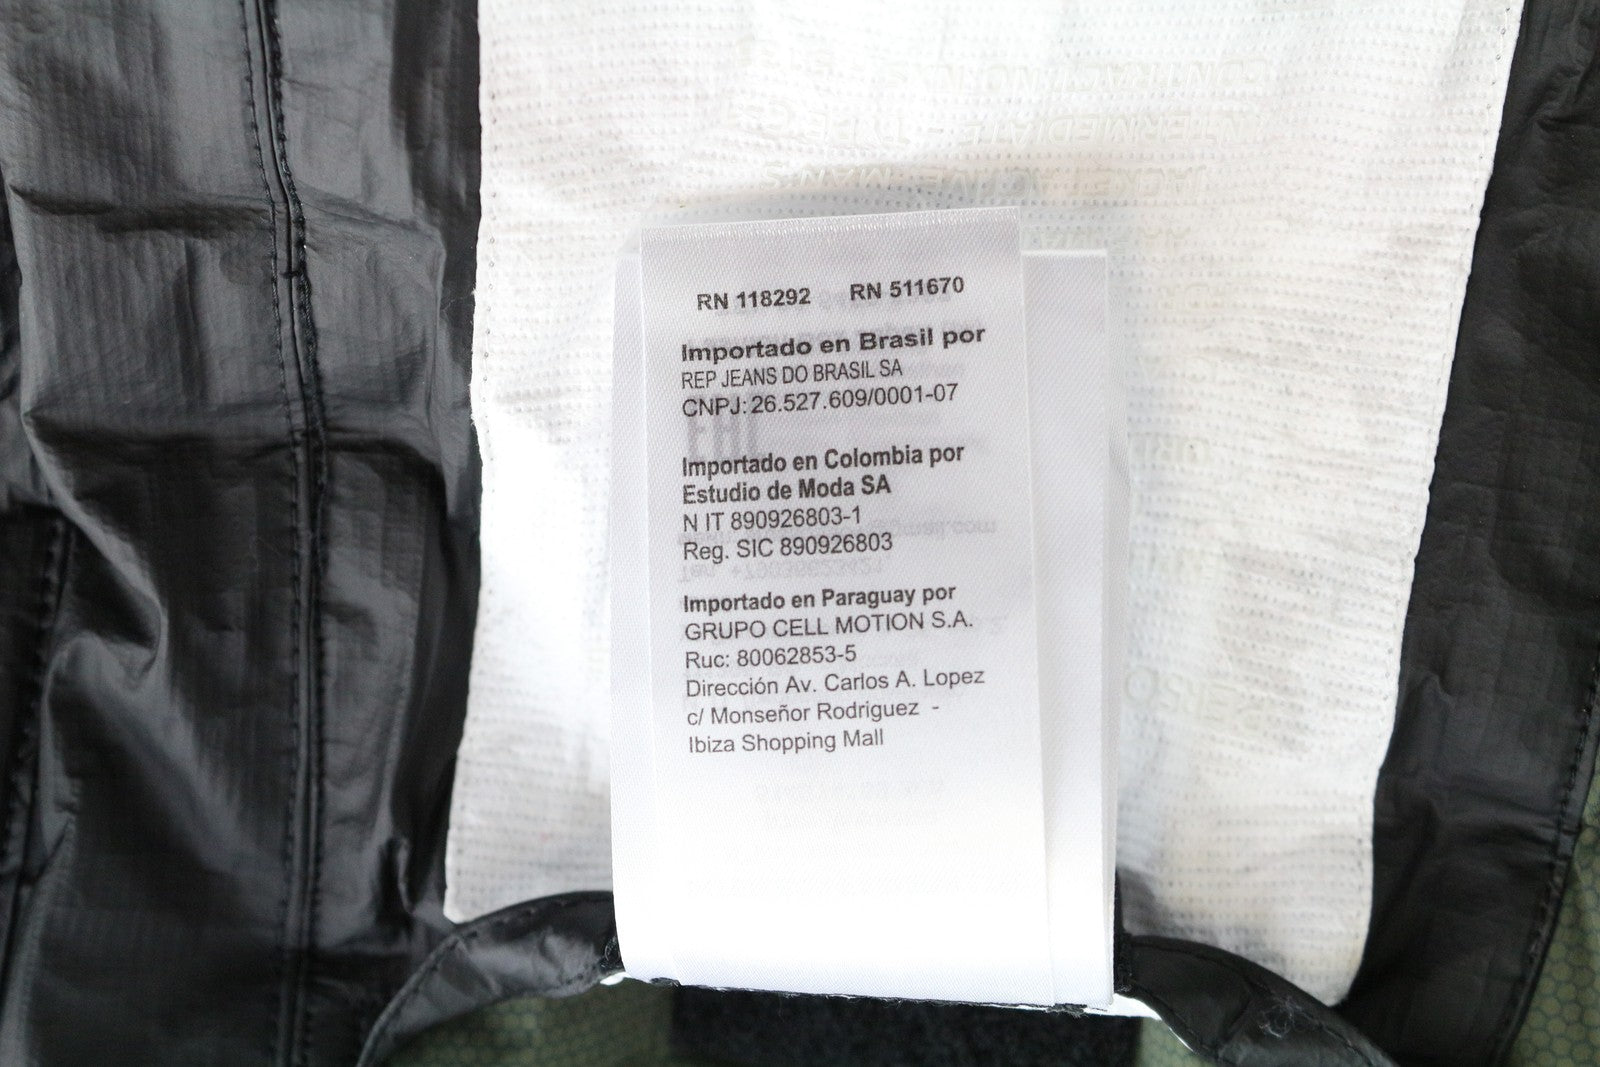 RN 118292 RN 511670
Importado en Brasil por
REP JEANS DO BRASIL SA
CNPJ: 26.527.609/0001-07
Importado en Colombia por
Estudio de Moda SA
N IT 890926803-1
Reg. SIC 890926803
Importado en Paraguay por
GRUPO CELL MOTION S.A.
Ruc: 80062853-5
Dirección Av. Carlos A. Lopez
c/ Monseñor Rodriguez -
Ibiza Shopping Mall